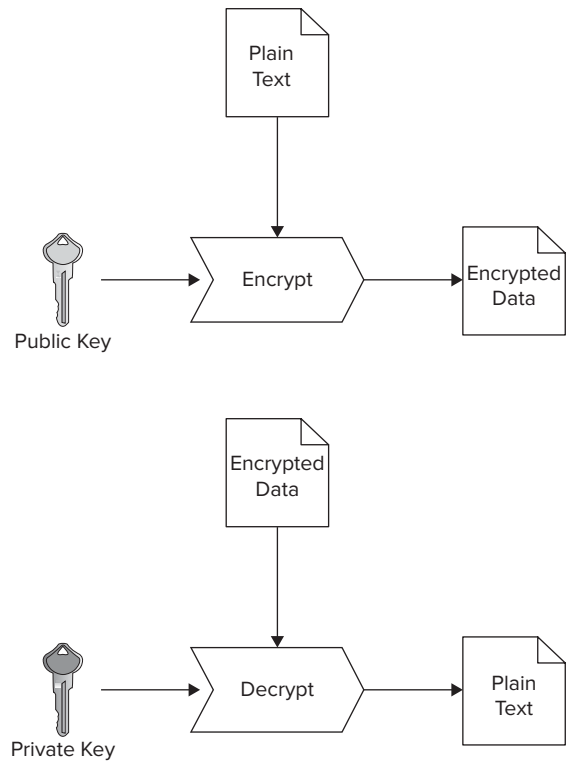 Plain
Text
Encrypt
Encrypted
Data
Public Key
Encrypted
Data
Decrypt
Plain
Text
Private Key